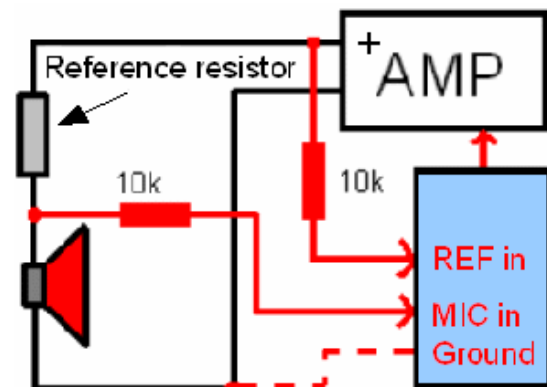 +
AMP
Reference resistor
10k
10k
REF in
MIC in
Ground